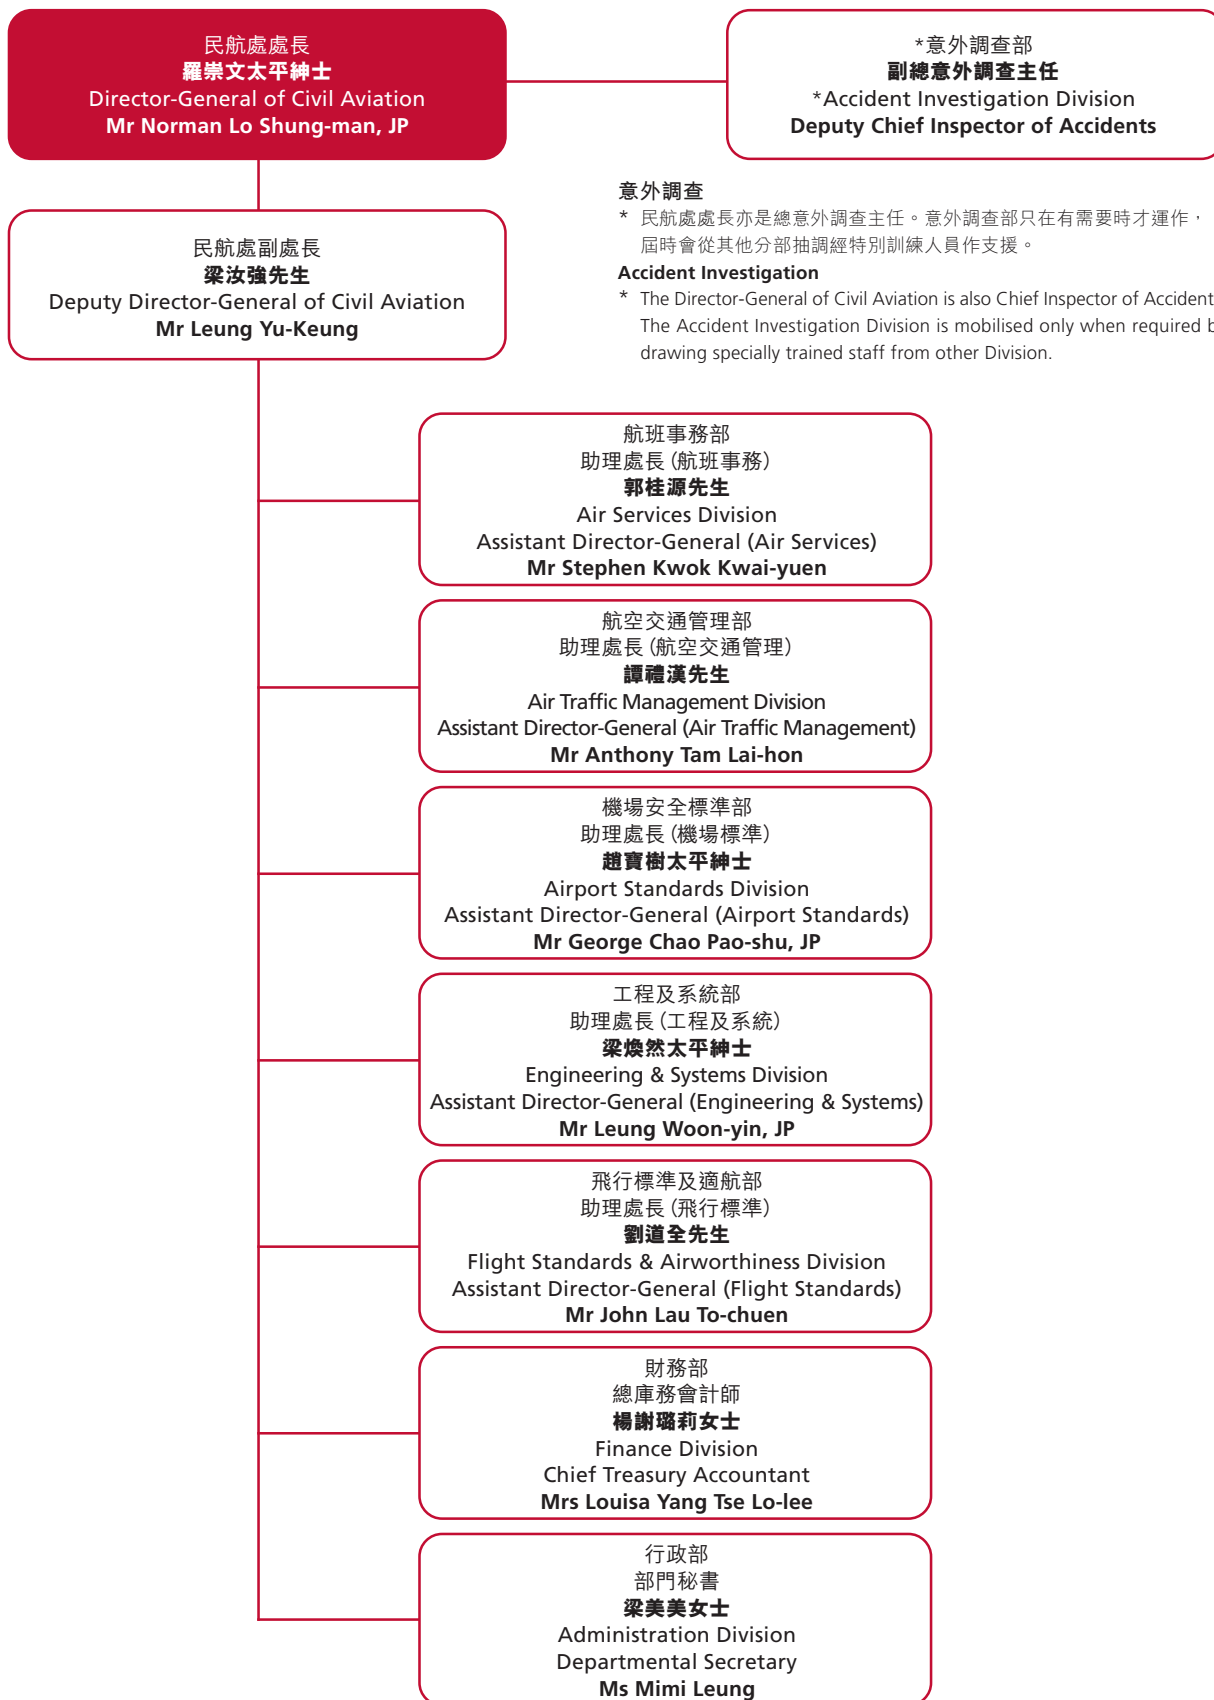 民航處處長
羅崇文太平紳士
Director-General of Civil Aviation
Mr Norman Lo Shung-man, JP
*意外調查部
副總意外調查主任
*Accident Investigation Division
Deputy Chief Inspector of Accidents
民航處副處長
梁汝強先生
Deputy Director-General of Civil Aviation
Mr Leung Yu-Keung
意外調查
* 民航處處長亦是總意外調查主任。意外調查部只在有需要時才運作，
屆時會從其他分部抽調經特別訓練人員作支援。
Accident Investigation
* The Director-General of Civil Aviation is also Chief Inspector of Accident
The Accident Investigation Division is mobilised only when required
drawing specially trained staff from other Division.
航班事務部
助理處長 (航班事務)
郭桂源先生
Air Services Division
Assistant Director-General (Air Services)
Mr Stephen Kwok Kwai-yuen
航空交通管理部
助理處長 (航空交通管理)
譚禮漢先生
Air Traffic Management Division
Assistant Director-General (Air Traffic Management)
Mr Anthony Tam Lai-hon
機場安全標準部
助理處長 (機場標準)
趙寶樹太平紳士
Airport Standards Division
Assistant Director-General (Airport Standards)
Mr George Chao Pao-shu, JP
工程及系統部
助理處長 (工程及系統)
梁煥然太平紳士
Engineering & Systems Division
Assistant Director-General (Engineering & Systems)
Mr Leung Woon-yin, JP
飛行標準及適航部
助理處長 (飛行標準)
劉道全先生
Flight Standards & Airworthiness Division
Assistant Director-General (Flight Standards)
Mr John Lau To-chuen
財務部
總庫務會計師
楊謝璐莉女士
Finance Division
Chief Treasury Accountant
Mrs Louisa Yang Tse Lo-lee
行政部
部門秘書
梁美美女士
Administration Division
Departmental Secretary
Ms Mimi Leung